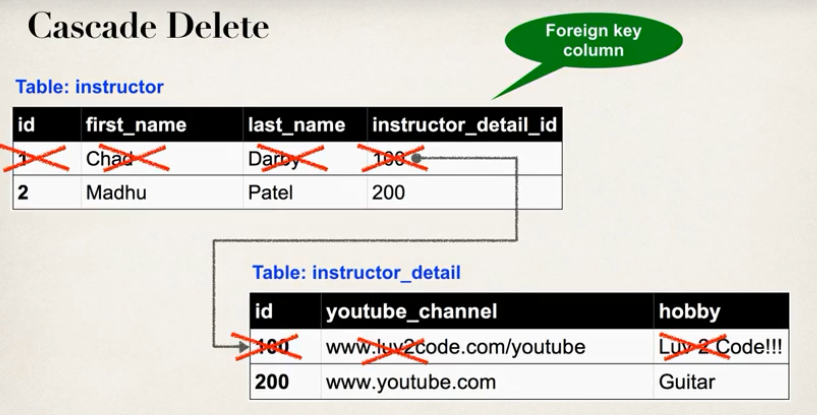 Cascade Delete
Foreign key
column
Table: instructor
id first_name last_name instructor_detail_id
1 Chad Darby 100
2 Madhu Patel 200
Table: instructor_detail
id youtube_channel hobby
100 www.luv2code.com/youtube Luv 2 Code!!!
200 www.youtube.com Guitar